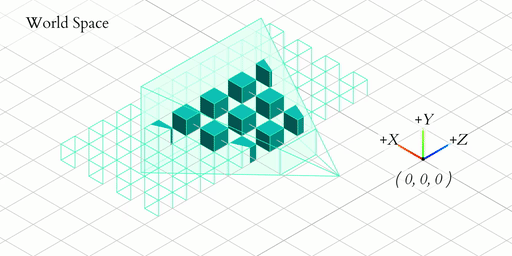 World Space
+Y
+X
+Z
( 0, 0, 0 )